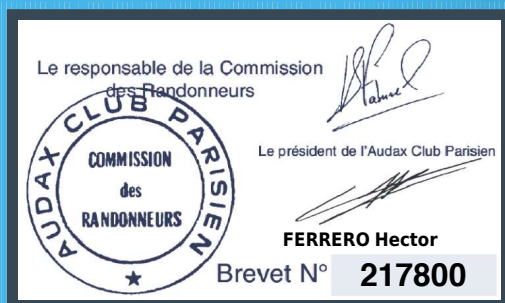 Le responsable de la Commission
des Randonneurs
AUDAX CLUB PARISIEN
COMMISSION
des
RANDONNEURS
Le président de l'Audax Club Parisien
FERRERO Hector
Brevet N° 217800